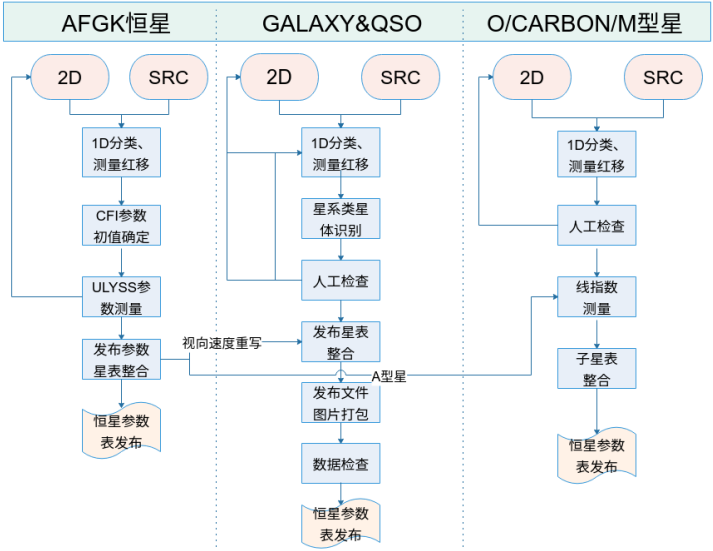 AFGK恒星
GALAXY&QSO
O/CARBON/M型星
2D
SRC
1D分类、
测量红移
CFI参数
初值确定
ULYSS参
数测量
发布参数
星表整合
恒星参数
表发布
视向速度重写
A型星
2D
SRC
1D分类、
测量红移
星系类星
体识别
人工检查
发布星表
整合
发布文件
图片打包
数据检查
恒星参数
表发布
2D
SRC
1D分类、
测量红移
人工检查
线指数
测量
子星表
整合
恒星参数
表发布